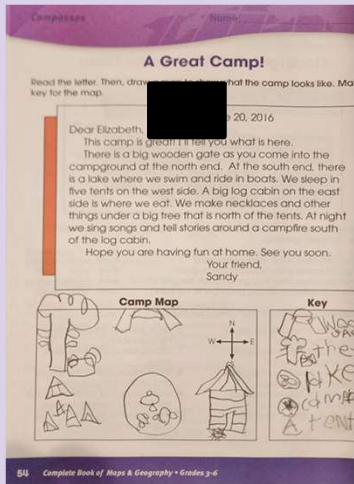 Compasses Name
A Great Camp!
Read the letter. Then, draw a map to show what the camp looks like. Ma
key for the map.
20, 2016
Dear Elizabeth,
This camp is great! I'll tell you what is here.
There is a big wooden gate as you come into the
campground at the north end. At the south end, there
is a lake where we swim and ride in boats. We sleep in
five tents on the west side. A big log cabin on the east
side is where we eat. We make necklaces and other
things under a big tree that is north of the tents. At night
we sing songs and tell stories around a campfire south
of the log cabin.
Hope you are having fun at home. See you soon.
Your friend,
Sandy
Camp Map Key
N
W E
S
the
tent
54 Complete Book of Maps & Geography • Grades 3-6